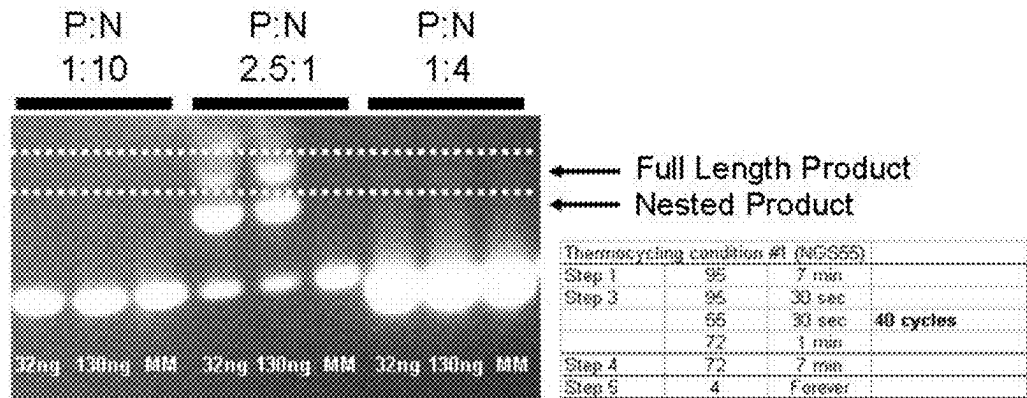 P:N P:N P:N
1:10 2.5:1 1:4
Full Length Product
Nested Product
32ng 130ng MM 32ng 130ng MM 32ng 130ng MM
Thermocycling condition #1 (NGS55)
Step 1 95 7 min
Step 3 95 30 sec
55 30 sec 40 cycles
72 1 min
Step 4 72 7 min
Step 5 4 Forever